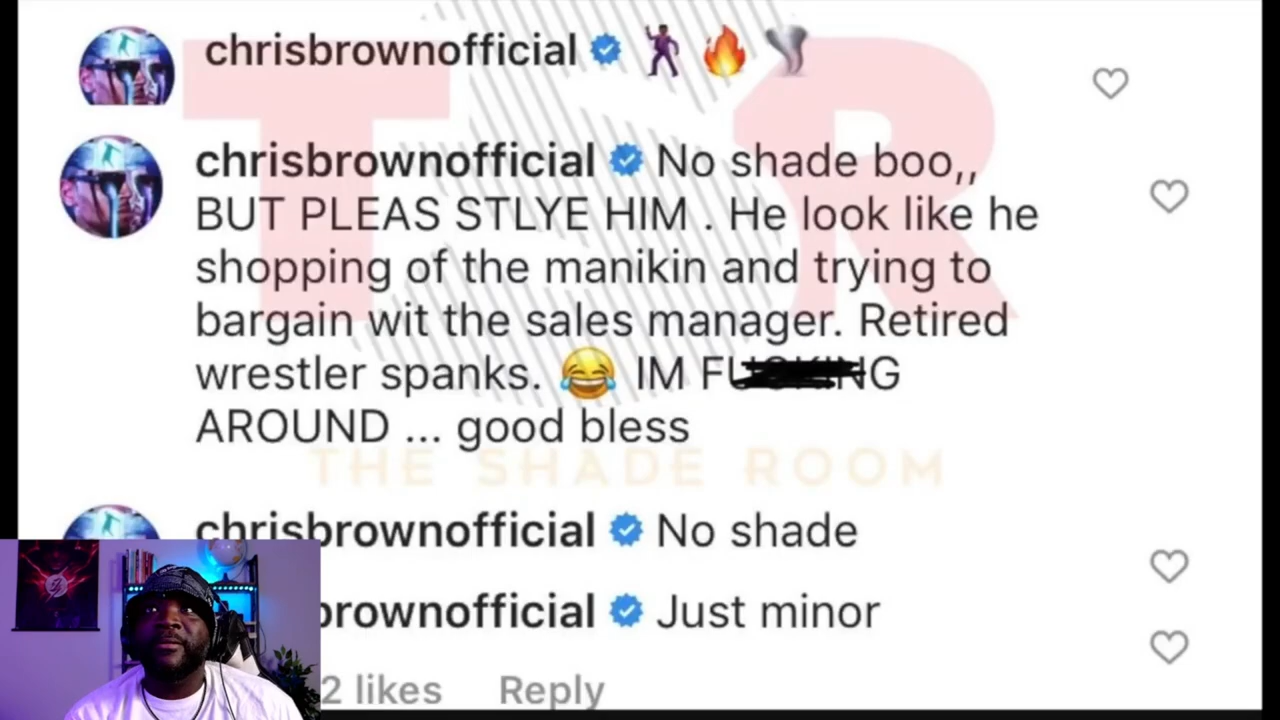 chrisbrownofficial 🕺🏾🔥🌪️
chrisbrownofficial No shade boo,,
BUT PLEAS STLYE HIM . He look like he
shopping of the manikin and trying to
bargain wit the sales manager. Retired
wrestler spanks. 😂 IM FUCKING
AROUND ... good bless
TSR
THE SHADE ROOM
chrisbrownofficial No shade
brownofficial Just minor
2 likes Reply